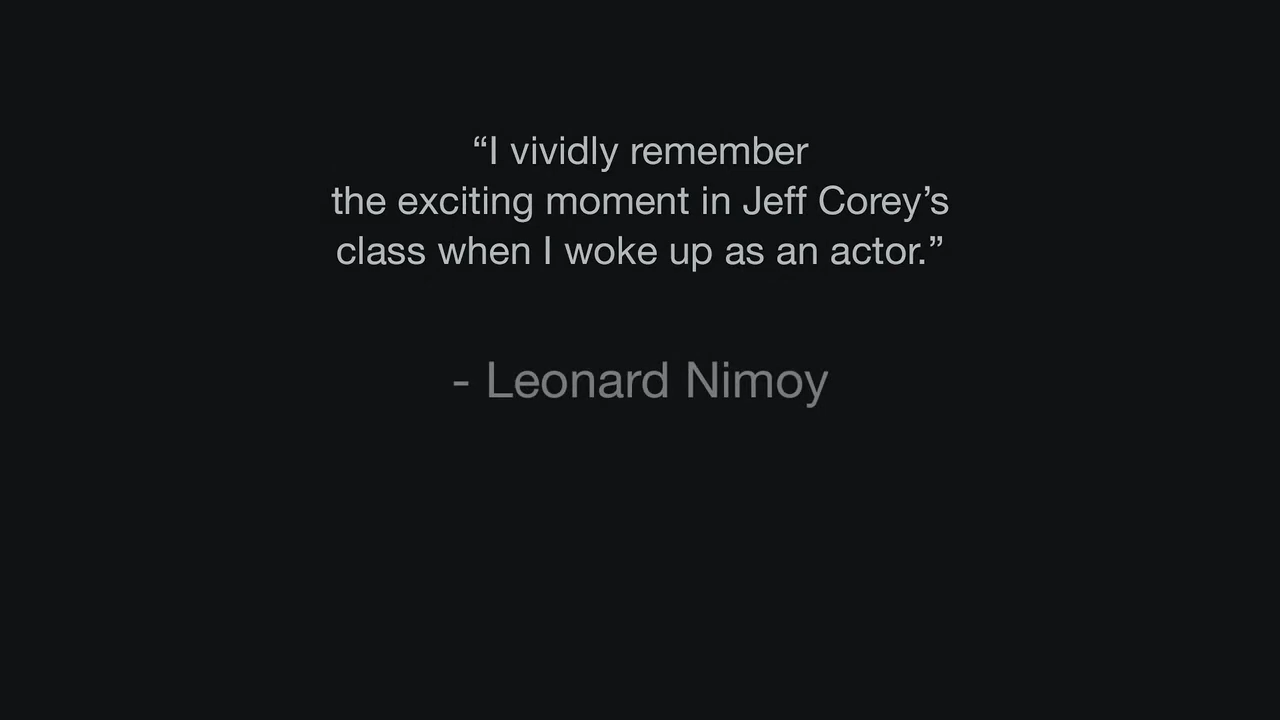 “I vividly remember
the exciting moment in Jeff Corey’s
class when I woke up as an actor.”
- Leonard Nimoy